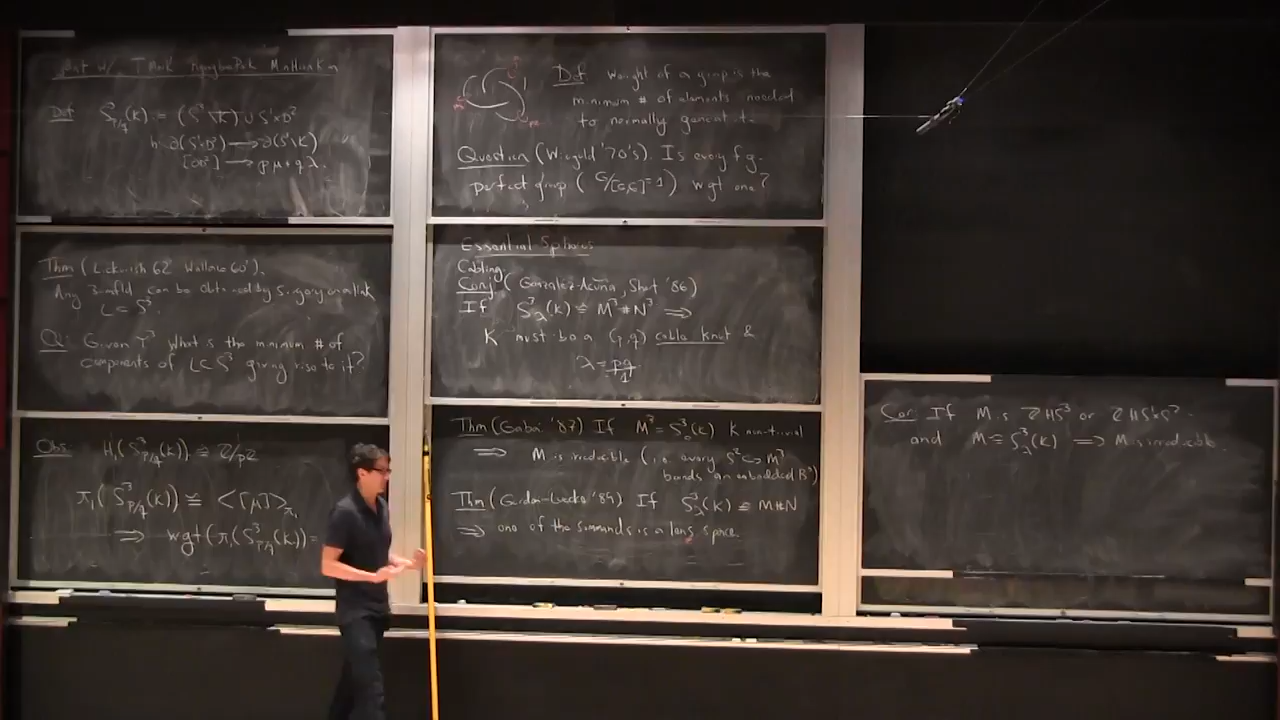 Def S³_{p/q}(K) := (S³∖K) ∪ S¹×D²
h: ∂(S¹×D²) → ∂(S³∖K)
→ pμ + qλ.
Thm (Lickorish 62' Wallace 60').
Any 3-mfld can be obtained by surgery on a link
L ⊂ S³
Q: Given Y³ what is the minimum # of
components of L ⊂ S³ giving rise to it?
Obs: H₁(S³_{p/q}(K)) ≅ Z/pZ
π₁(S³_{p/q}(K)) ≅ <[μ]>_{π₁}
⟹ wgt(π₁(S³_{p/q}(K)) =
Def Weight of a group is the
minimum # of elements needed
to normally generate.
Question (Wiegold '70's). Is every f.g.
perfect group (G/[G,G]=1) wgt one?
Essential Spheres
Cabling
Conj (Gonzalez-Acuña, Short '86)
If S³_λ(K) ≅ M³ # N³ ⟹
K must be a (p,q) cable knot &
λ = pq/1
Thm (Gabai '87) If M³ = S³₀(K) K non-trivial
⟹ M is irreducible (i.e. every S² ↪ M³
bounds an embedded B³)
Thm (Gordon-Luecke '89) If S³_λ(K) ≅ M#N
⟹ one of the summands is a lens space.
Cor If M is ZHS³ or ZHS¹×S².
and M ≅ S³_λ(K) ⟹ M is irreducible.